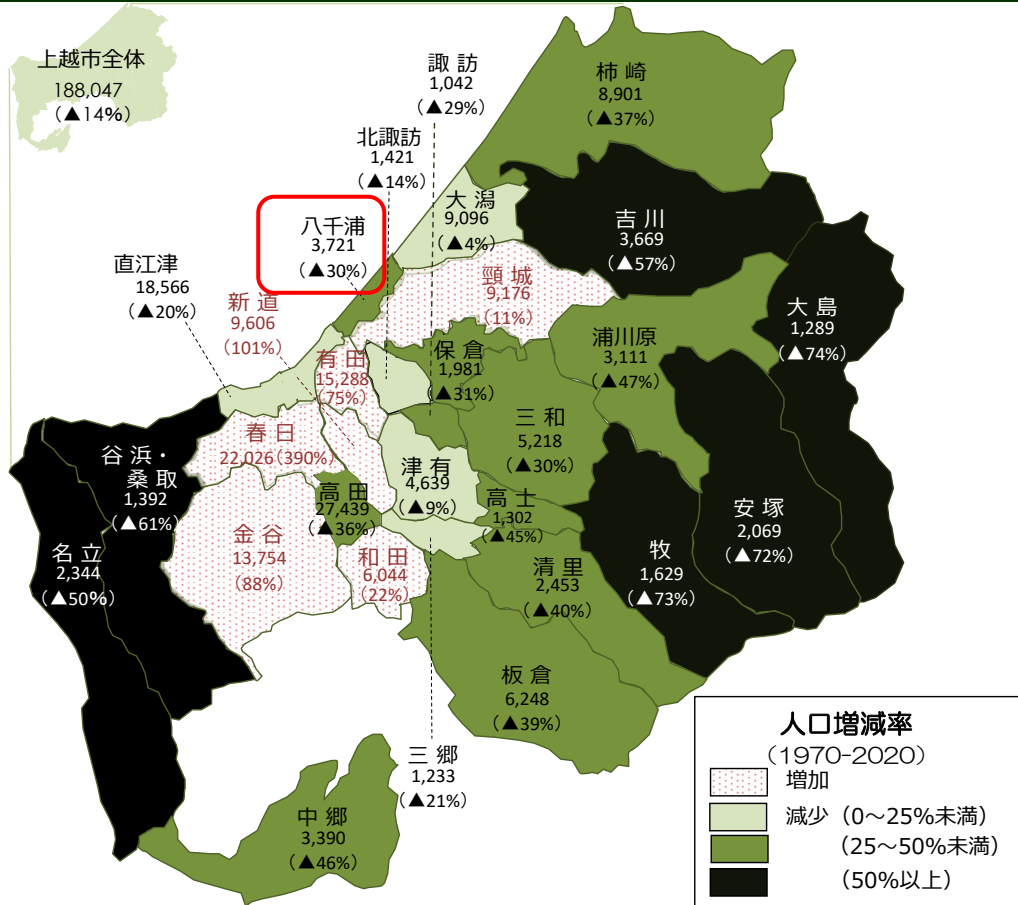 上越市全体
188,047
(▲14%)
諏訪
1,042
(▲29%)
柿崎
8,901
(▲37%)
北諏訪
1,421
(▲14%)
大潟
9,096
(▲4%)
吉川
3,669
(▲57%)
八千浦
3,721
(▲30%)
直江津
18,566
(▲20%)
新道
9,606
(101%)
頸城
9,176
(11%)
大島
1,289
(▲74%)
有田
15,288
(75%)
保倉
1,981
(▲31%)
浦川原
3,111
(▲47%)
三和
5,218
(▲30%)
春日
22,026(390%)
谷浜・
桑取
1,392
(▲61%)
津有
4,639
(▲9%)
高田
27,439
(▲36%)
高士
1,302
(▲45%)
安塚
2,069
(▲72%)
金谷
13,754
(88%)
和田
6,044
(22%)
名立
2,344
(▲50%)
清里
2,453
(▲40%)
牧
1,629
(▲73%)
板倉
6,248
(▲39%)
三郷
1,233
(▲21%)
中郷
3,390
(▲46%)
人口増減率
(1970-2020)
増加
減少(0~25%未満)
(25~50%未満)
(50%以上)